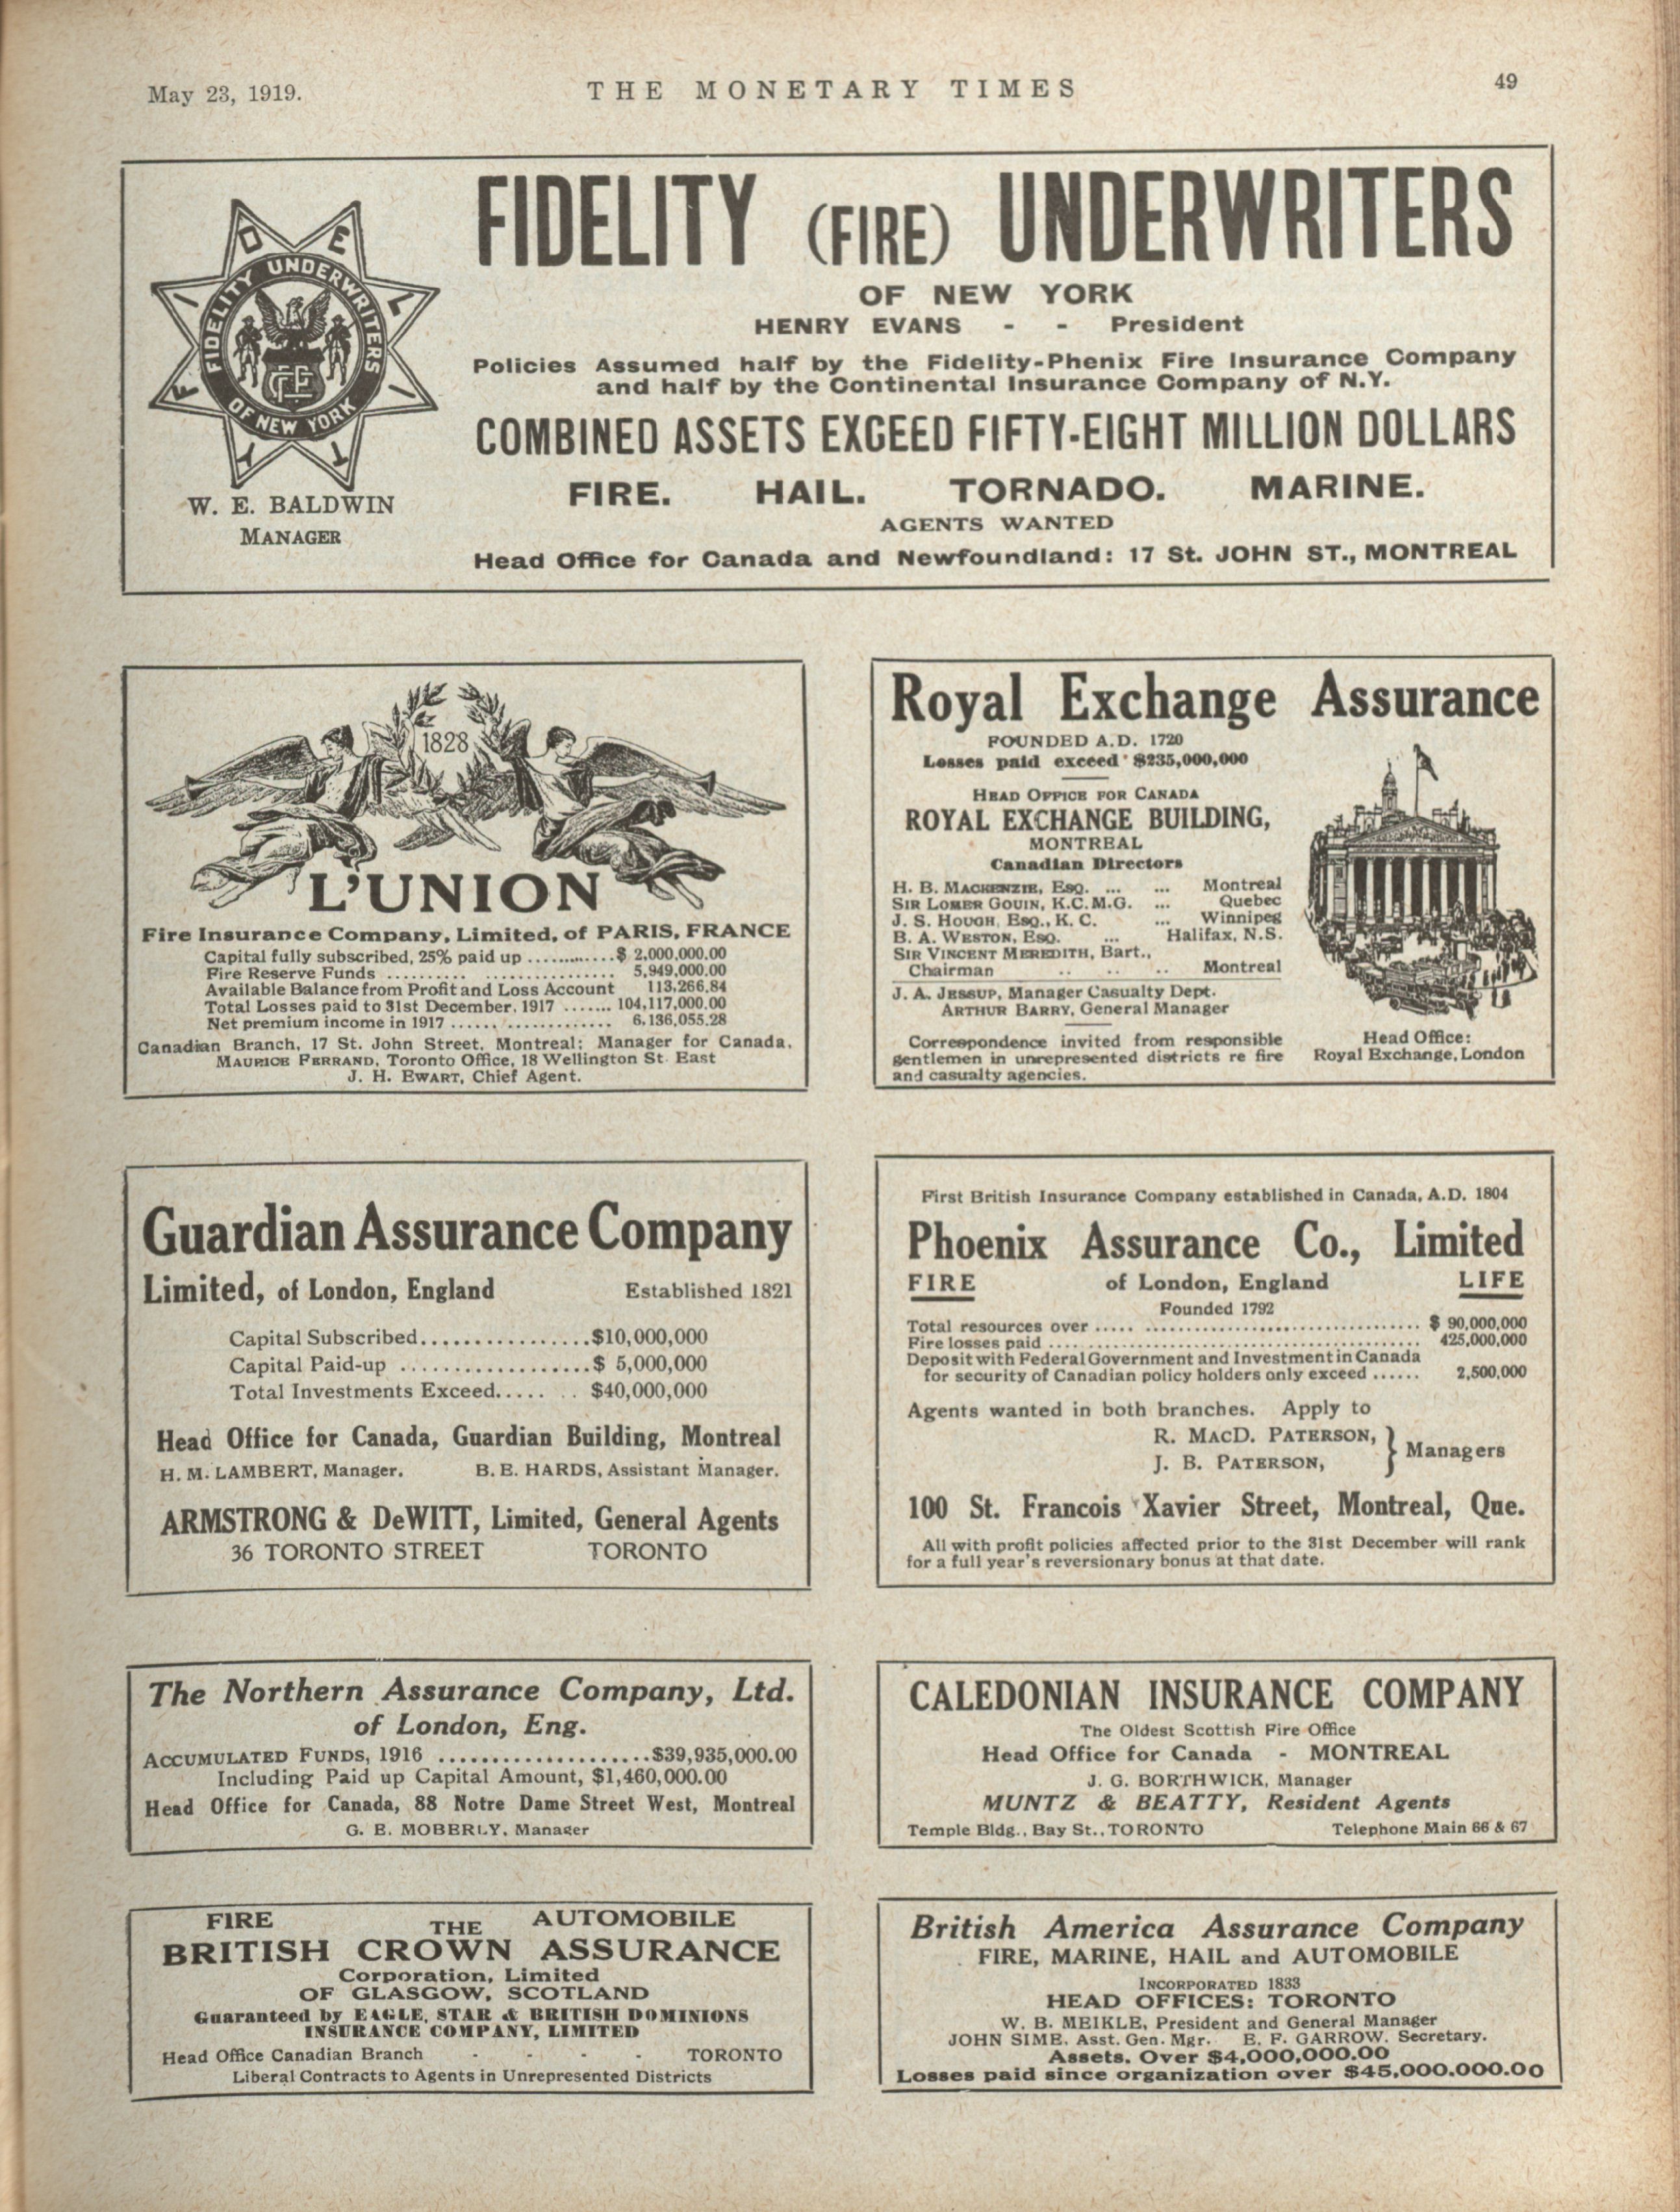 May 23, 1919.
THE MONETARY TIMES
49
FIDELITY UNDERWRITERS
OF NEW YORK
FIDELITY
W. E. BALDWIN
MANAGER
FIDELITY (FIRE) UNDERWRITERS
OF NEW YORK
HENRY EVANS - - President
Policies Assumed half by the Fidelity-Phenix Fire Insurance Company
and half by the Continental Insurance Company of N.Y.
COMBINED ASSETS EXCEED FIFTY-EIGHT MILLION DOLLARS
FIRE. HAIL. TORNADO. MARINE.
AGENTS WANTED
Head Office for Canada and Newfoundland: 17 St. JOHN ST., MONTREAL
1828
L'UNION
Fire Insurance Company, Limited, of PARIS, FRANCE
Capital fully subscribed, 25% paid up ............$ 2,000,000.00
Fire Reserve Funds .......... ................ 5,949,000.00
Available Balance from Profit and Loss Account 113,266.84
Total Losses paid to 31st December, 1917 ....... 104,117,000.00
Net premium income in 1917 .................... 6,136,055.28
Canadian Branch, 17 St. John Street, Montreal; Manager for Canada,
MAURICE FERRAND, Toronto Office, 18 Wellington St. East
J. H. EWART, Chief Agent.
Royal Exchange Assurance
FOUNDED A.D. 1720
Losses paid exceed $235,000,000
HEAD OFFICE FOR CANADA
ROYAL EXCHANGE BUILDING,
MONTREAL
Canadian Directors
H. B. MACKENZIE, ESQ. ... ... Montreal
SIR LOMER GOUIN, K.C.M.G. ... Quebec
J. S. HOUGH, ESQ., K. C. ... Winnipeg
B. A. WESTON, ESQ. ... Halifax, N.S.
SIR VINCENT MEREDITH, Bart.,
Chairman .. .. .. Montreal
J. A. JESSUP, Manager Casualty Dept.
ARTHUR BARRY, General Manager
Correspondence invited from responsible
gentlemen in unrepresented districts re fire
and casualty agencies.
Head Office:
Royal Exchange, London
Guardian Assurance Company
Limited, of London, England Established 1821
Capital Subscribed................$10,000,000
Capital Paid-up ..................$ 5,000,000
Total Investments Exceed..... .. $40,000,000
Head Office for Canada, Guardian Building, Montreal
H. M. LAMBERT, Manager. B. E. HARDS, Assistant Manager.
ARMSTRONG & DeWITT, Limited, General Agents
36 TORONTO STREET TORONTO
First British Insurance Company established in Canada, A.D. 1804
Phoenix Assurance Co., Limited
FIRE of London, England LIFE
Founded 1792
Total resources over ..... ................................. $ 90,000,000
Fire losses paid ............................................ 425,000,000
Deposit with Federal Government and Investment in Canada
for security of Canadian policy holders only exceed ...... 2,500,000
Agents wanted in both branches. Apply to
R. MACD. PATERSON,
J. B. PATERSON,
} Managers
100 St. Francois Xavier Street, Montreal, Que.
All with profit policies affected prior to the 31st December will rank
for a full year's reversionary bonus at that date.
The Northern Assurance Company, Ltd.
of London, Eng.
ACCUMULATED FUNDS, 1916 ....................$39,935,000.00
Including Paid up Capital Amount, $1,460,000.00
Head Office for Canada, 88 Notre Dame Street West, Montreal
G. E. MOBERLY, Manager
CALEDONIAN INSURANCE COMPANY
The Oldest Scottish Fire Office
Head Office for Canada - MONTREAL
J. G. BORTHWICK, Manager
MUNTZ & BEATTY, Resident Agents
Temple Bldg., Bay St., TORONTO Telephone Main 66 & 67
FIRE THE AUTOMOBILE
BRITISH CROWN ASSURANCE
Corporation, Limited
OF GLASGOW, SCOTLAND
Guaranteed by EAGLE, STAR & BRITISH DOMINIONS
INSURANCE COMPANY, LIMITED
Head Office Canadian Branch - - - - TORONTO
Liberal Contracts to Agents in Unrepresented Districts
British America Assurance Company
FIRE, MARINE, HAIL and AUTOMOBILE
INCORPORATED 1833
HEAD OFFICES: TORONTO
W. B. MEIKLE, President and General Manager
JOHN SIME, Asst. Gen. Mgr. E. F. GARROW, Secretary.
Assets, Over $4,000,000.00
Losses paid since organization over $45,000,000.00